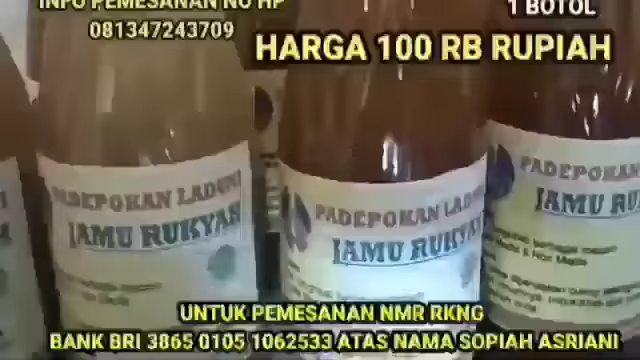 INFO PEMESANAN NO HP
081347243709
1 BOTOL
HARGA 100 RB RUPIAH
PADEPOKAN LADUNI
JAMU RUKYAH
PADEPOKAN LADUNI
JAMU RUKYAH
PADEPOKAN
JAMU RU
UNTUK PEMESANAN NMR RKNG
BANK BRI 3865 0105 1062533 ATAS NAMA SOPIAH ASRIANI